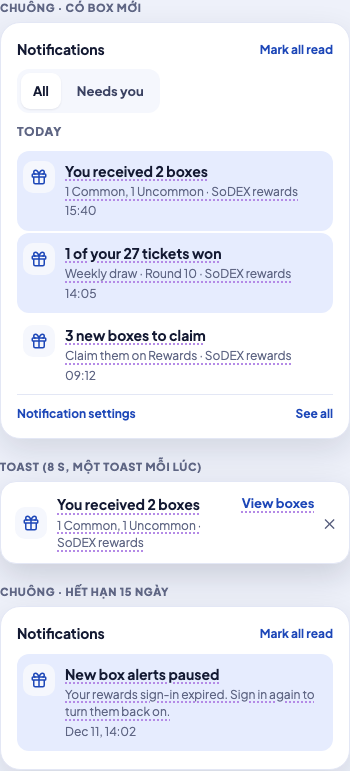 CHUÔNG · CÓ BOX MỚI
Notifications
Mark all read
All
Needs you
TODAY
You received 2 boxes
1 Common, 1 Uncommon · SoDEX rewards
15:40
1 of your 27 tickets won
Weekly draw · Round 10 · SoDEX rewards
14:05
3 new boxes to claim
Claim them on Rewards · SoDEX rewards
09:12
Notification settings
See all
TOAST (8 S, MỘT TOAST MỖI LÚC)
You received 2 boxes
View boxes
1 Common, 1 Uncommon ·
SoDEX rewards
CHUÔNG · HẾT HẠN 15 NGÀY
Notifications
Mark all read
New box alerts paused
Your rewards sign-in expired. Sign in again to
turn them back on.
Dec 11, 14:02